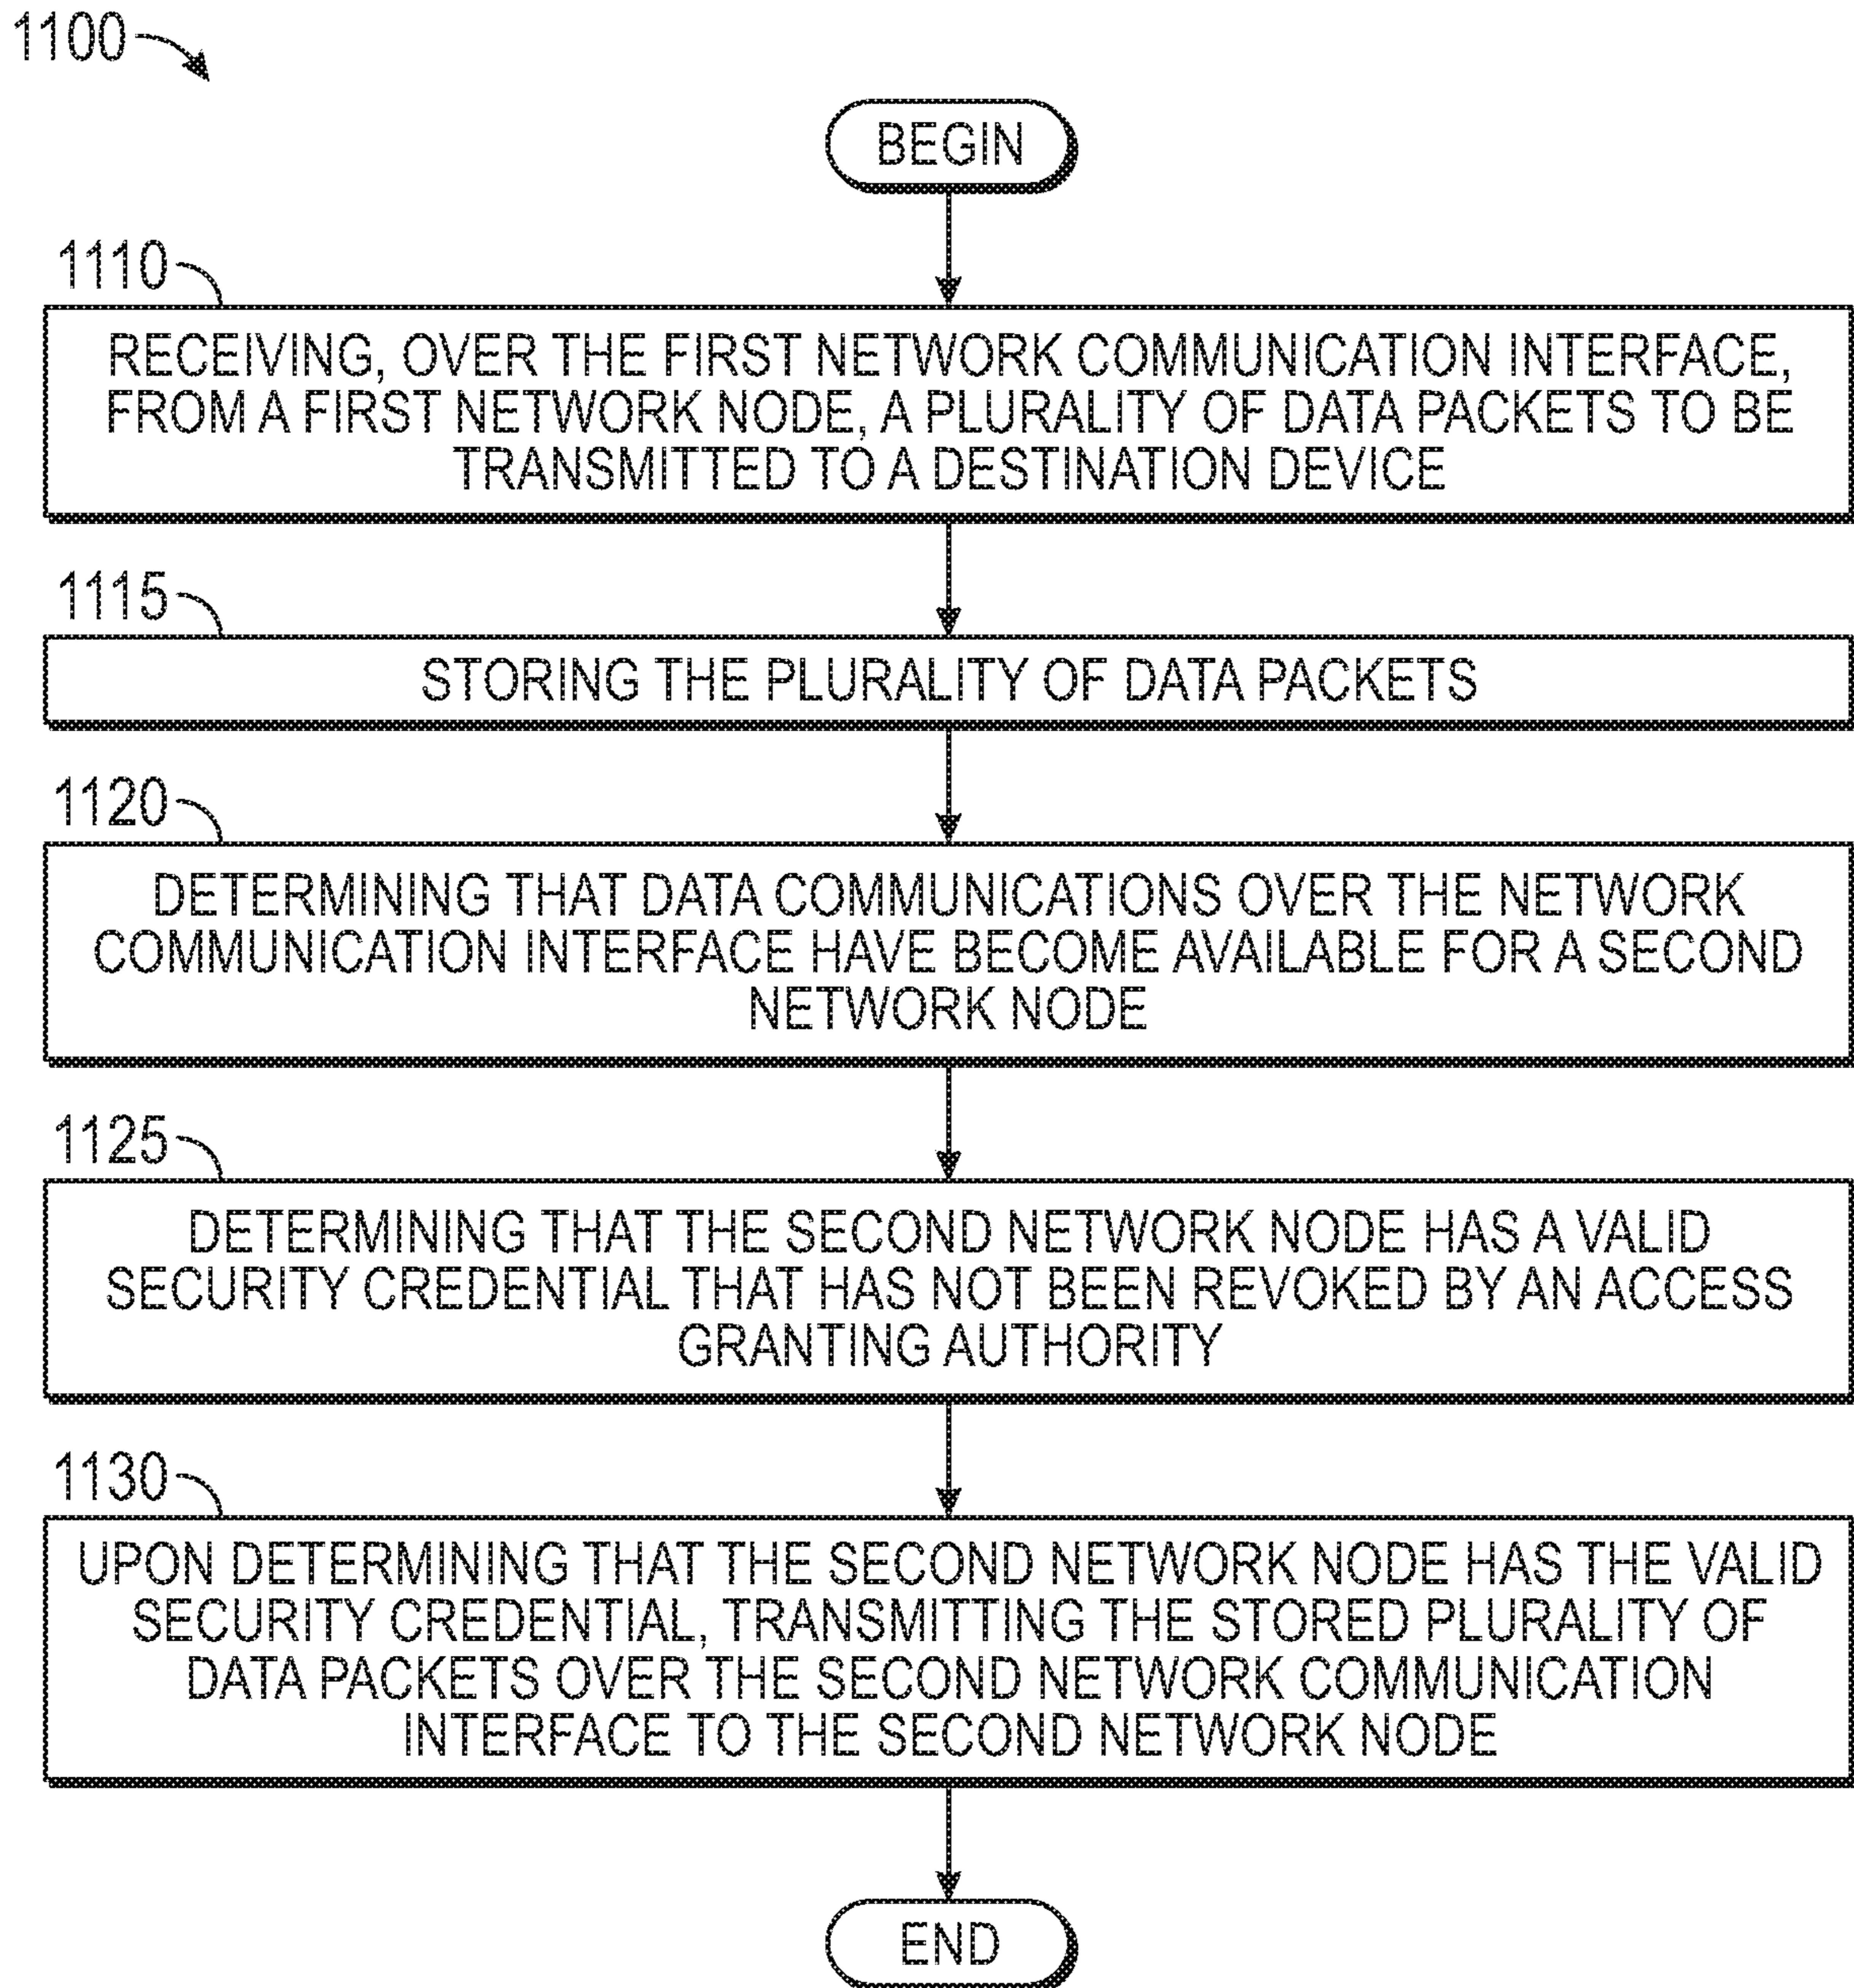 1100
BEGIN
1110
RECEIVING, OVER THE FIRST NETWORK COMMUNICATION INTERFACE,
FROM A FIRST NETWORK NODE, A PLURALITY OF DATA PACKETS TO BE
TRANSMITTED TO A DESTINATION DEVICE
1115
STORING THE PLURALITY OF DATA PACKETS
1120
DETERMINING THAT DATA COMMUNICATIONS OVER THE NETWORK
COMMUNICATION INTERFACE HAVE BECOME AVAILABLE FOR A SECOND
NETWORK NODE
1125
DETERMINING THAT THE SECOND NETWORK NODE HAS A VALID
SECURITY CREDENTIAL THAT HAS NOT BEEN REVOKED BY AN ACCESS
GRANTING AUTHORITY
1130
UPON DETERMINING THAT THE SECOND NETWORK NODE HAS THE VALID
SECURITY CREDENTIAL, TRANSMITTING THE STORED PLURALITY OF
DATA PACKETS OVER THE SECOND NETWORK COMMUNICATION
INTERFACE TO THE SECOND NETWORK NODE
END